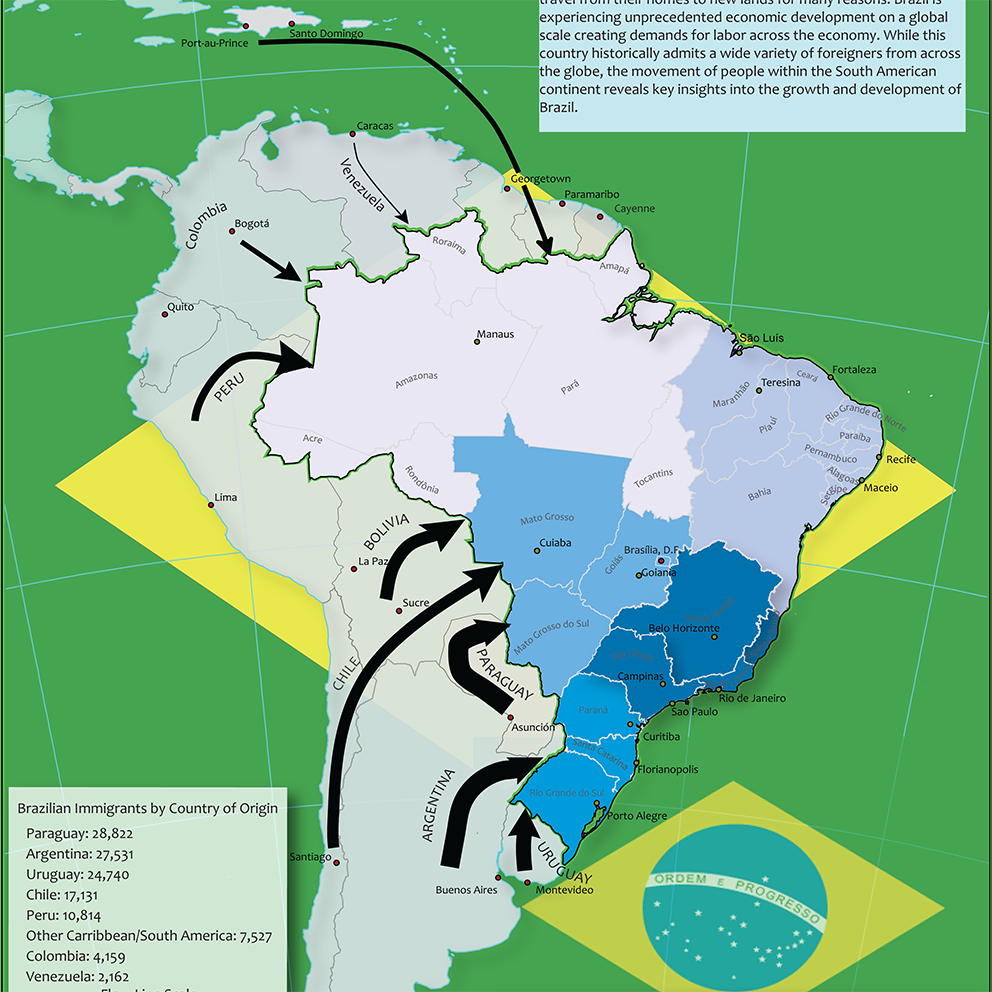 travel from their homes to new lands for many reasons. Brazil is
experiencing unprecedented economic development on a global
scale creating demands for labor across the economy. While this
country historically admits a wide variety of foreigners from across
the globe, the movement of people within the South American
continent reveals key insights into the growth and development of
Brazil.
Santo Domingo
Port-au-Prince
Caracas
Venezuela
Georgetown
Paramaribo
Cayenne
Colombia
Bogotá
Roraima
Amapá
Quito
Manaus
São Luis
PERU
Amazonas
Pará
Fortaleza
Ceará
Teresina
Maranhão
Rio Grande do Norte
Piauí
Paraíba
Pernambuco
Recife
Acre
Rondônia
Tocantins
Alagoas
Maceio
Sergipe
Bahia
Lima
BOLIVIA
Mato Grosso
Cuiaba
Brasília, D.F.
Goiás
Goiania
La Paz
Sucre
Mato Grosso do Sul
Belo Horizonte
CHILE
PARAGUAY
Campinas
Rio de Janeiro
Sao Paulo
Paraná
Asunción
Curitiba
Santa Catarina
Florianopolis
ARGENTINA
Rio Grande do Sul
Porto Alegre
Santiago
URUGUAY
Buenos Aires
Montevideo
ORDEM E PROGRESSO
Brazilian Immigrants by Country of Origin
Paraguay: 28,822
Argentina: 27,531
Uruguay: 24,740
Chile: 17,131
Peru: 10,814
Other Carribbean/South America: 7,527
Colombia: 4,159
Venezuela: 2,162